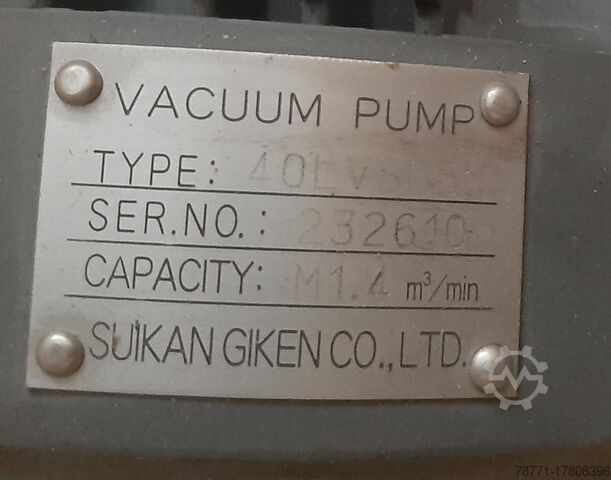 VACUUM PUMP
TYPE:
SER.NO.: 232610
CAPACITY: M1.4 m³/min
SUIKAN GIKEN CO., LTD.
78771-17808396